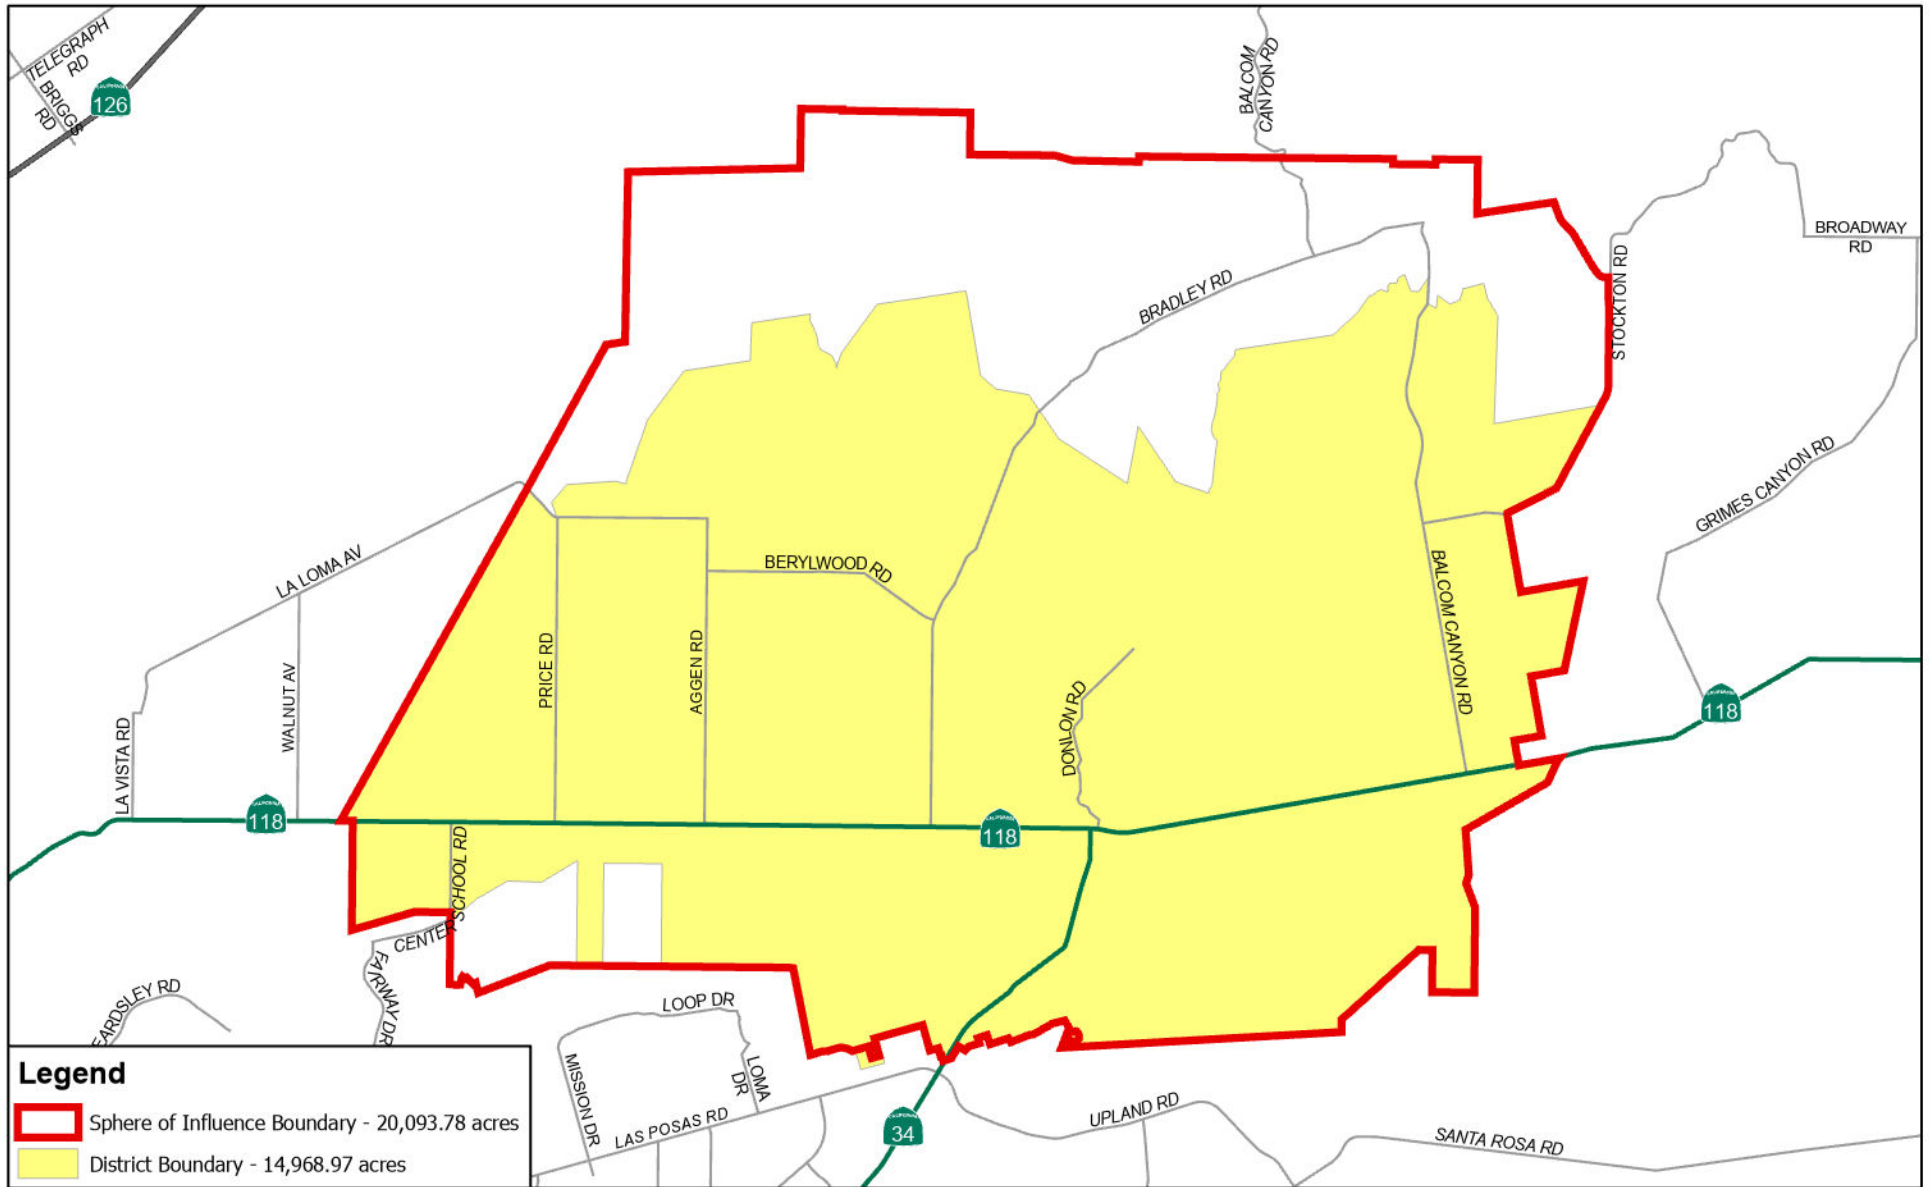 TELEGRAPH
RD
BRIGGS
RD
126
BALCOM
CANYON RD
BROADWAY
RD
STOCKTON RD
BRADLEY RD
GRIMES CANYON RD
LA LOMA AV
BERYLWOOD RD
BALCOM CANYON RD
PRICE RD
AGGEN RD
WALNUT AV
LA VISTA RD
DONLON RD
118
118
118
SCHOOL RD
CENTER
FAIRWAY DR
EARDSLEY RD
LOOP DR
MISSION DR
LOMA
DR
LAS POSAS RD
UPLAND RD
34
SANTA ROSA RD
Legend
Sphere of Influence Boundary - 20,093.78 acres
District Boundary - 14,968.97 acres